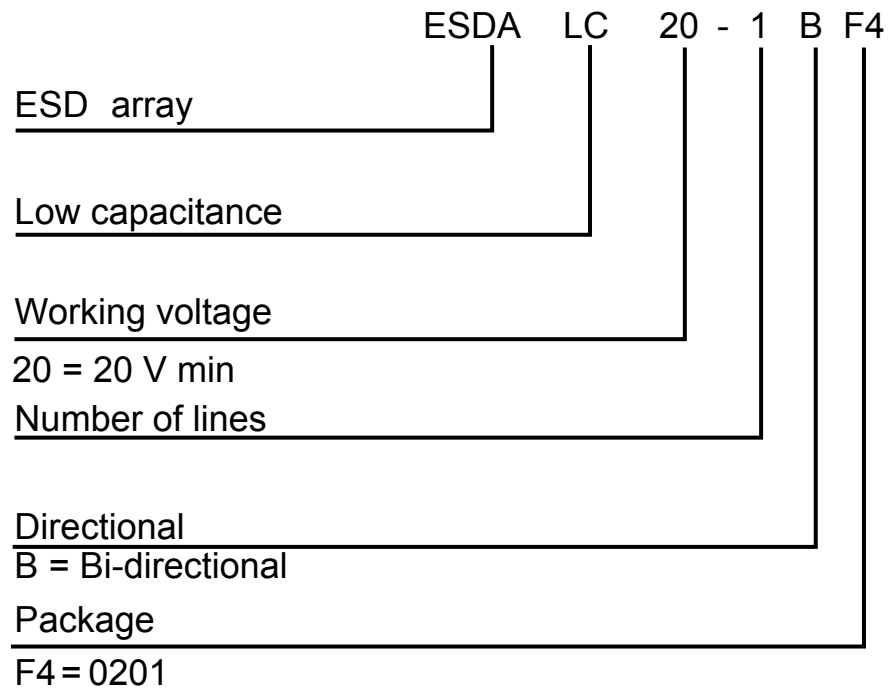 ESDA LC 20 - 1 B F4
ESD array
Low capacitance
Working voltage
20 = 20 V min
Number of lines
Directional
B = Bi-directional
Package
F4 = 0201